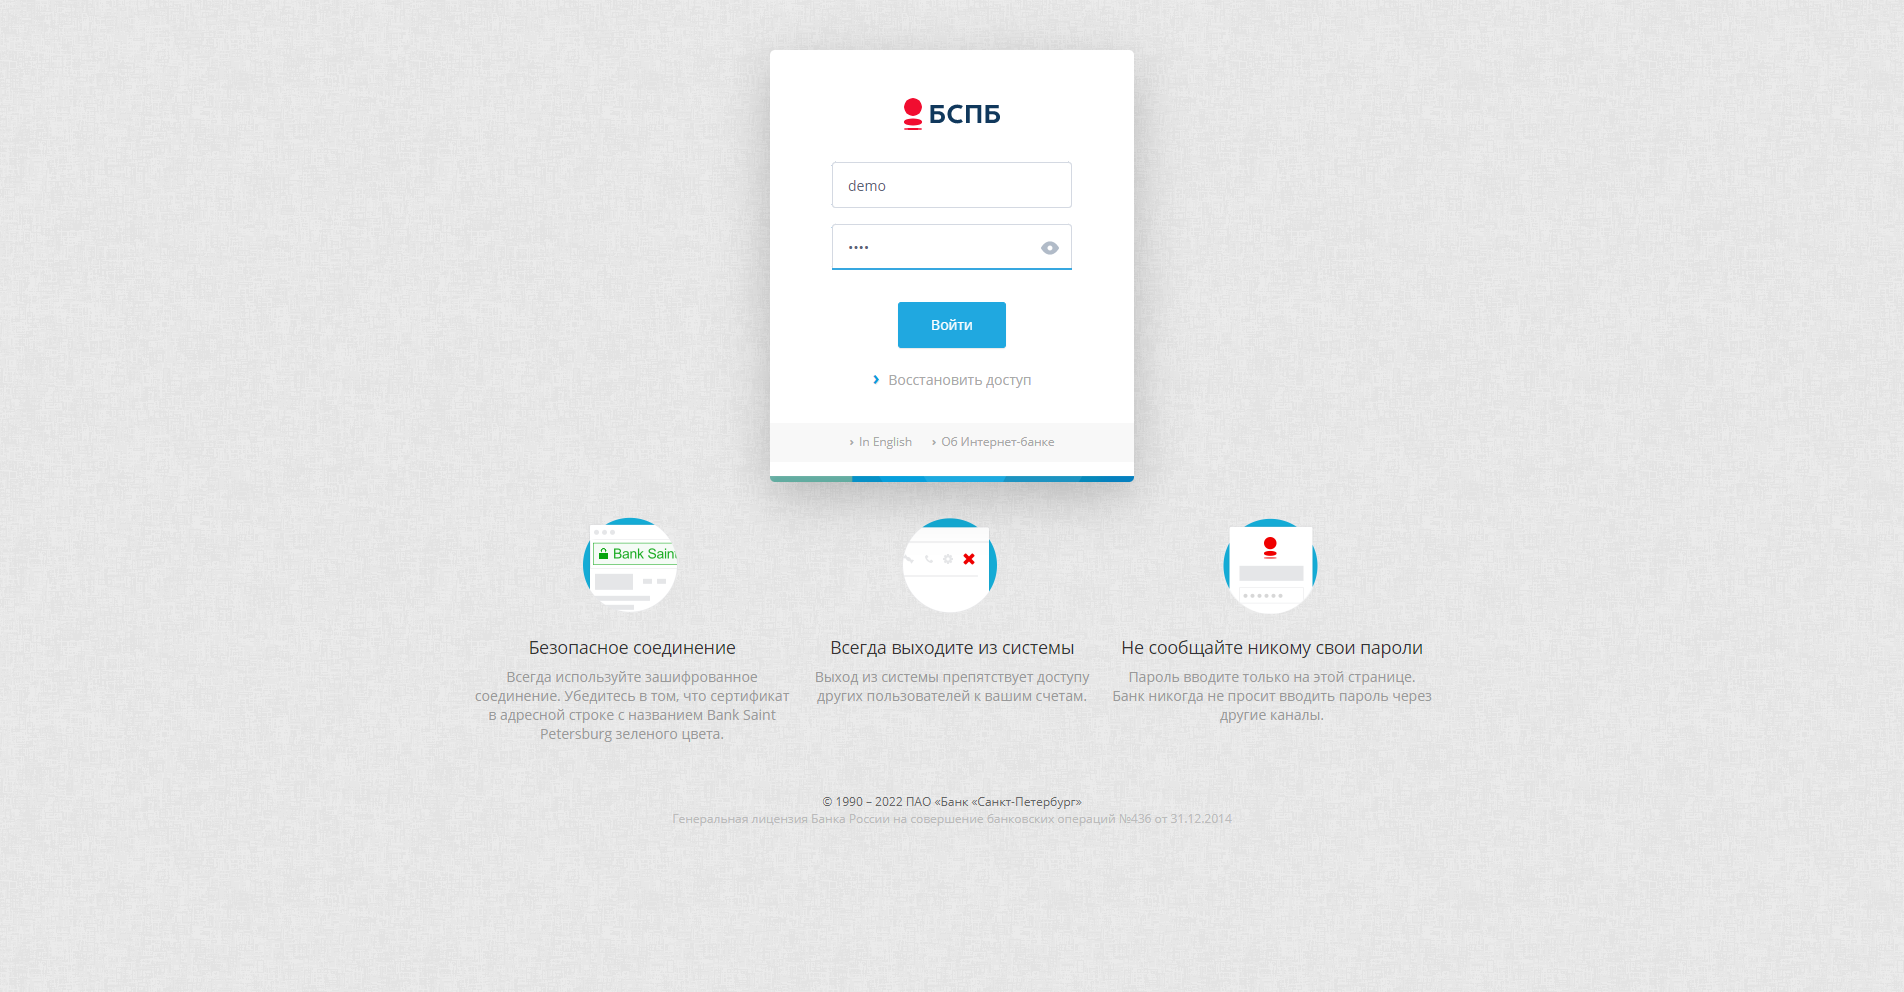 БСПБ
demo
••••
Войти
Восстановить доступ
In English
Об Интернет-банке
Bank Sain
Безопасное соединение
Всегда используйте зашифрованное
соединение. Убедитесь в том, что сертификат
в адресной строке с названием Bank Saint
Petersburg зеленого цвета.
Всегда выходите из системы
Выход из системы препятствует доступу
других пользователей к вашим счетам.
Не сообщайте никому свои пароли
Пароль вводите только на этой странице.
Банк никогда не просит вводить пароль через
другие каналы.
© 1990 – 2022 ПАО «Банк «Санкт-Петербург»
Генеральная лицензия Банка России на совершение банковских операций №436 от 31.12.2014